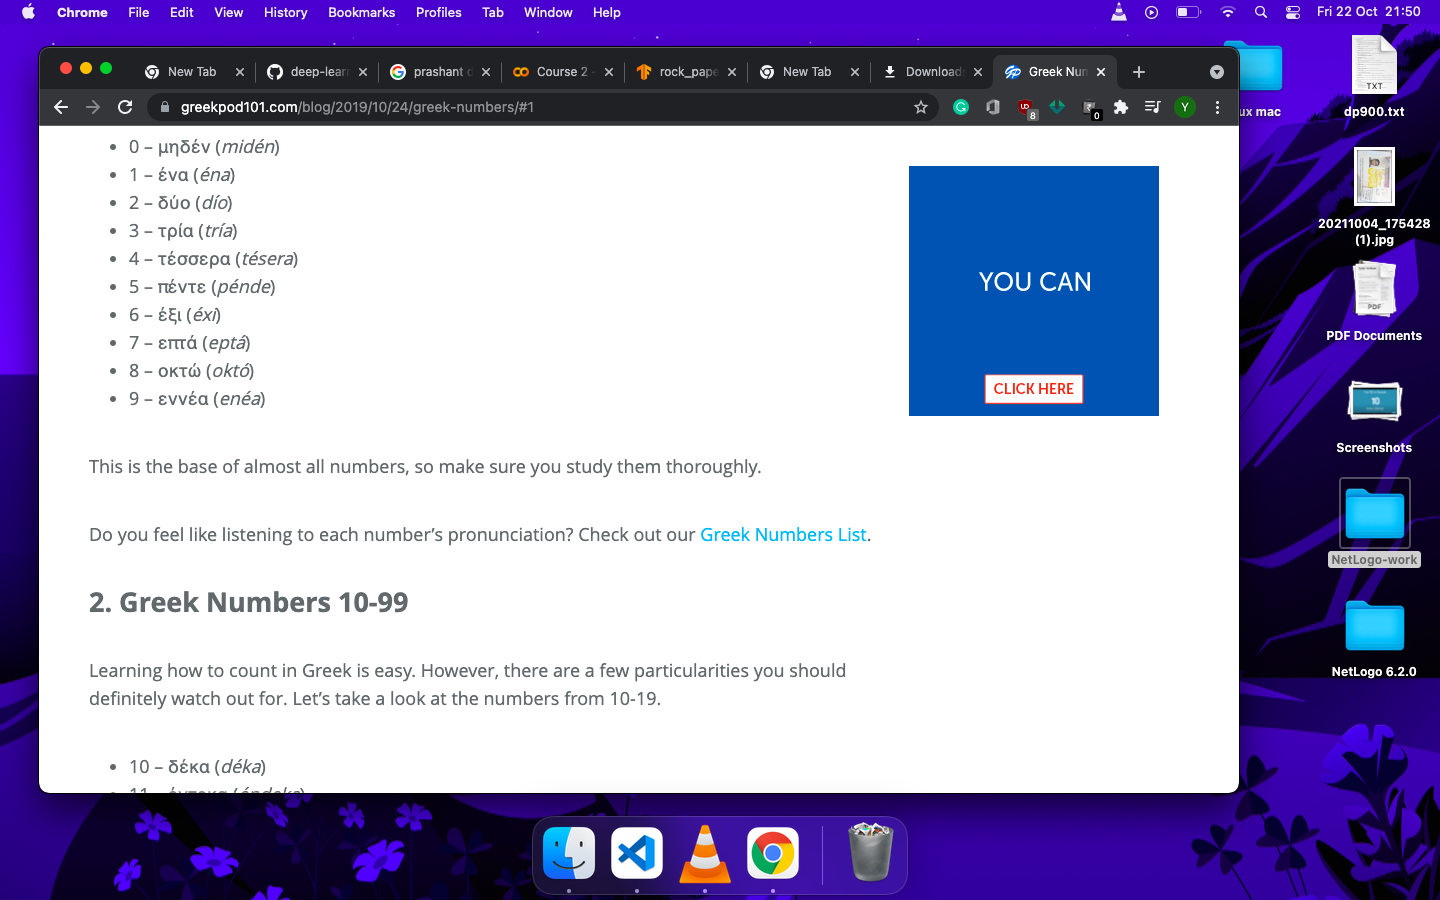 Chrome File Edit View History Bookmarks Profiles Tab Window Help Fri 22 Oct 21:50
New Tab deep-lear prashant Course 2 - rock_pape New Tab Download Greek Num
greekpod101.com/blog/2019/10/24/greek-numbers/#1
8 0 Y
0 – μηδέν (midén)
1 – ένα (éna)
2 – δύο (dío)
3 – τρία (tría)
4 – τέσσερα (tésera)
5 – πέντε (pénde)
6 – έξι (éxi)
7 – επτά (eptá)
8 – οκτώ (októ)
9 – εννέα (enéa)
This is the base of almost all numbers, so make sure you study them thoroughly.
Do you feel like listening to each number’s pronunciation? Check out our Greek Numbers List.
2. Greek Numbers 10-99
Learning how to count in Greek is easy. However, there are a few particularities you should
definitely watch out for. Let’s take a look at the numbers from 10-19.
10 – δέκα (déka)
YOU CAN
CLICK HERE
ux mac
TXT
dp900.txt
20211004_175428
(1).jpg
PDF
PDF Documents
Screenshots
NetLogo-work
NetLogo 6.2.0